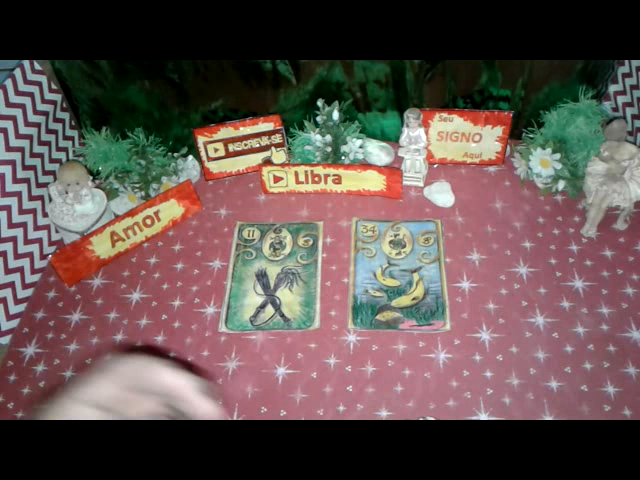 INSCREVA-SE
Seu
SIGNO
Aqui
Libra
Amor
11
34